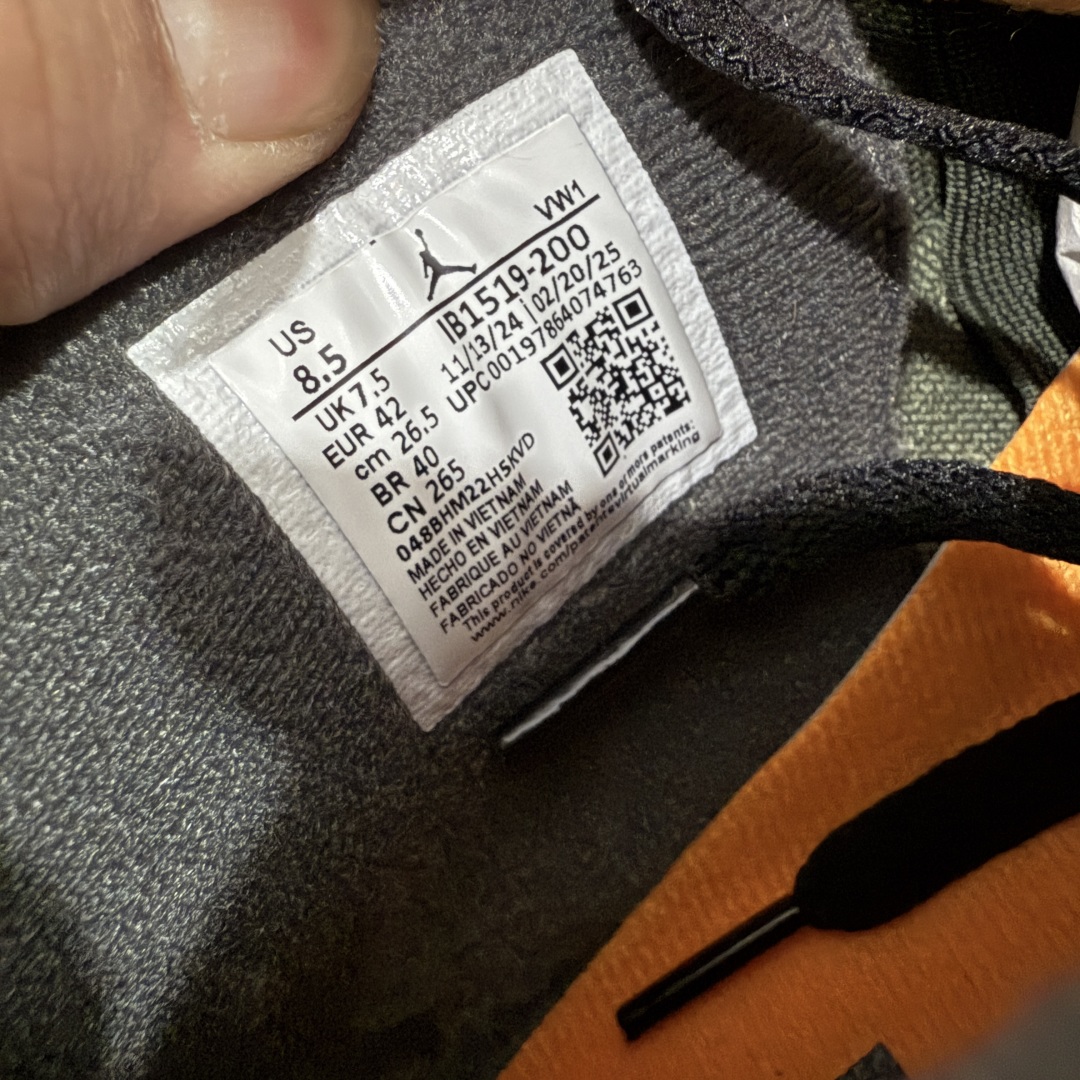 VW1
US
8.5
IB1519-200
11/13/24 | 02/20/25
UPC00197864074763
UK 7.5
EUR 42
cm 26.5
BR 40
CN 265
048BHM22H5KVD
MADE IN VIETNAM
HECHO EN VIETNAM
FABRIQUE AU VIETNAM
FABRICADO NO VIETNÃ
This product is covered by one or more patents:
www.nike.com/patentsvirtualmarking